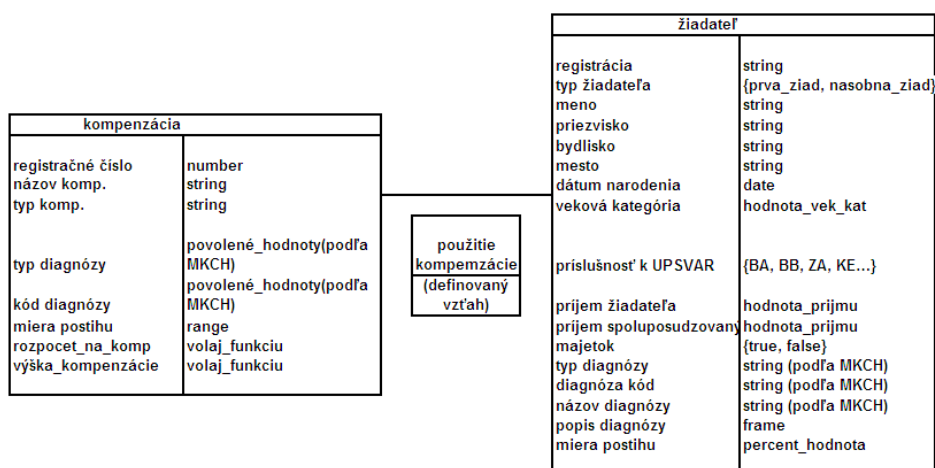 žiadateľ
registrácia string
typ žiadateľa {prva_ziad, nasobna_ziad}
meno string
priezvisko string
bydlisko string
mesto string
dátum narodenia date
veková kategória hodnota_vek_kat
príslušnosť k UPSVAR {BA, BB, ZA, KE...}
príjem žiadateľa hodnota_prijmu
príjem spoluposudzovaný hodnota_prijmu
majetok {true, false}
typ diagnózy string (podľa MKCH)
diagnóza kód string (podľa MKCH)
názov diagnózy string (podľa MKCH)
popis diagnózy frame
miera postihu percent_hodnota
kompenzácia
registračné číslo number
názov komp. string
typ komp. string
povolené_hodnoty(podľa
typ diagnózy MKCH)
povolené_hodnoty(podľa
kód diagnózy MKCH)
miera postihu range
rozpocet_na_komp volaj_funkciu
výška_kompenzácie volaj_funkciu
použitie
kompemzácie
(definovaný
vzťah)